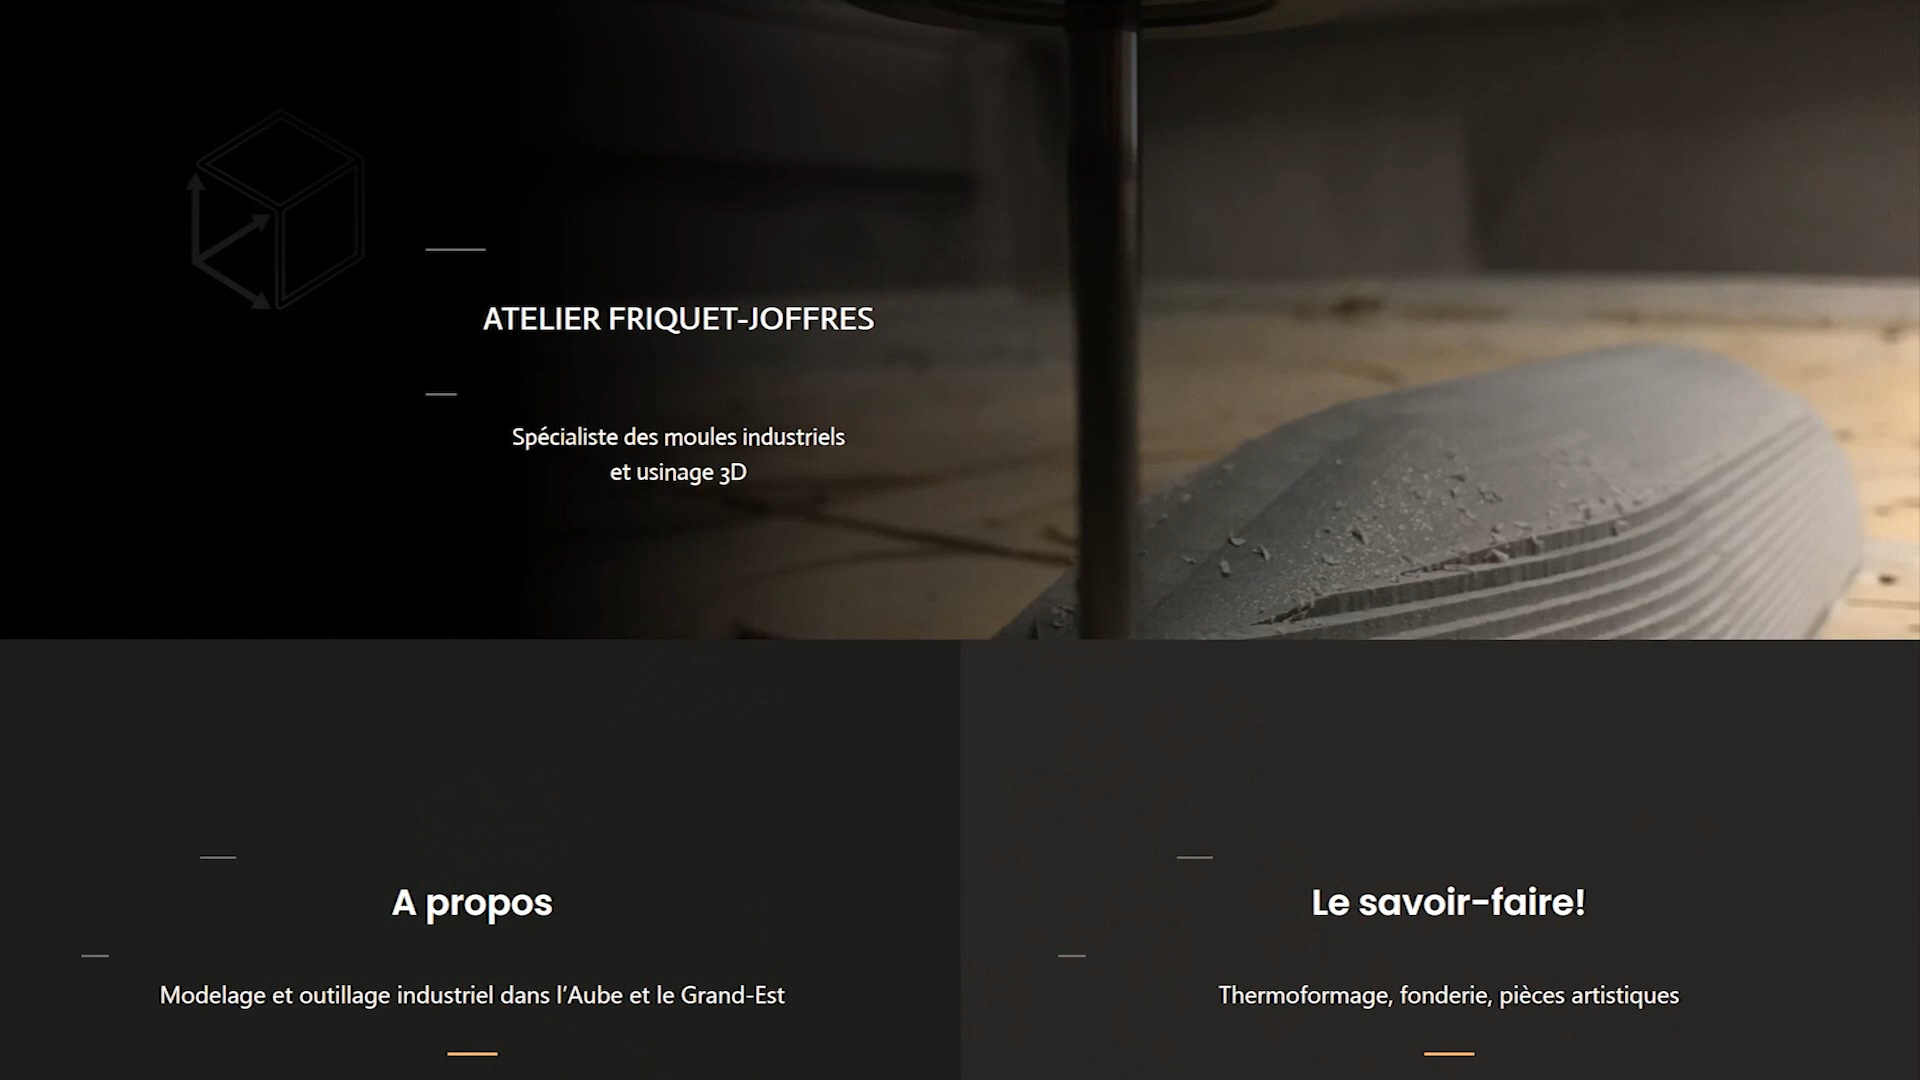 ATELIER FRIQUET-JOFFRES
Spécialiste des moules industriels
et usinage 3D
A propos
Modelage et outillage industriel dans l'Aube et le Grand-Est
Le savoir-faire!
Thermoformage, fonderie, pièces artistiques